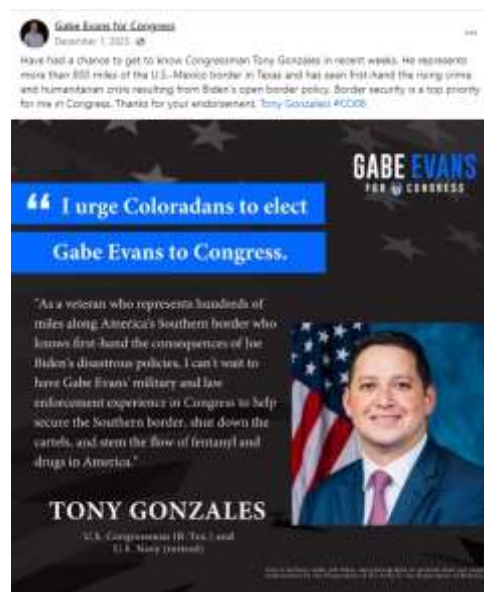 Gabe Evans for Congress
December 1, 2023
Have had a chance to get to know Congressman Tony Gonzales in recent weeks. He represents
more than 800 miles of the U.S.-Mexico border in Texas and has seen first-hand the rising crime
and humanitarian crisis resulting from Biden's open border policy. Border security is a top priority
for me in Congress. Thanks for your endorsement, Tony Gonzales! #CO08
GABE EVANS
FOR CONGRESS
“ I urge Coloradans to elect
Gabe Evans to Congress.
"As a veteran who represents hundreds of
miles along America's Southern border who
knows first-hand the consequences of Joe
Biden's disastrous policies, I can't wait to
have Gabe Evans' military and law
enforcement experience in Congress to help
secure the Southern border, shut down the
cartels, and stem the flow of fentanyl and
drugs in America."
TONY GONZALES
U.S. Congressman (R-Tex.) and
U.S. Navy (retired)